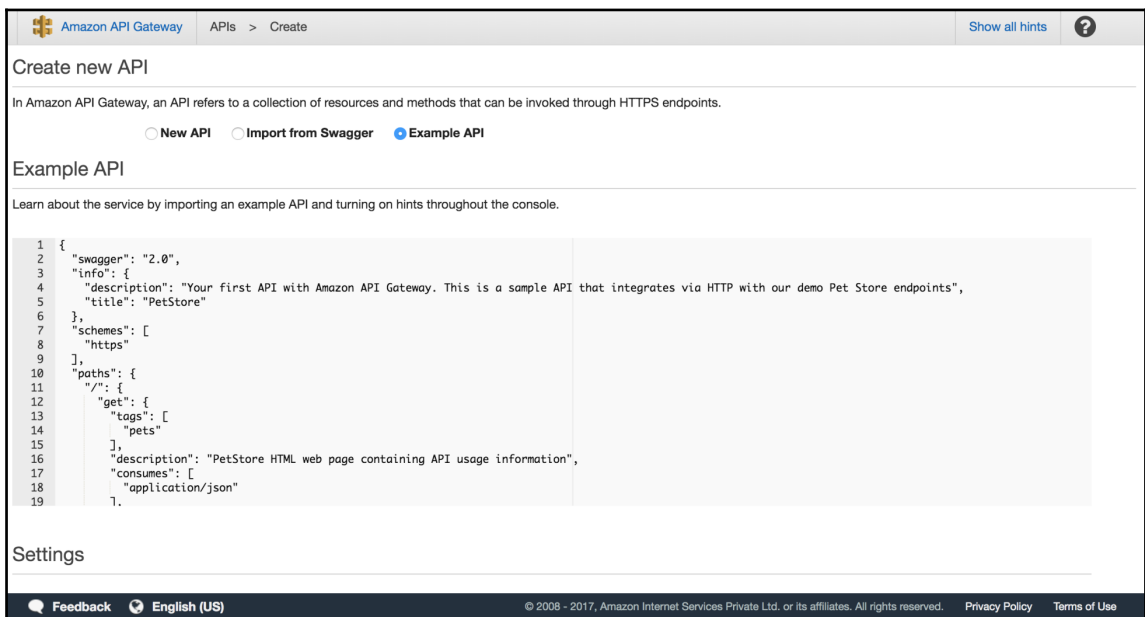 Amazon API Gateway APIs > Create Show all hints ?
Create new API
In Amazon API Gateway, an API refers to a collection of resources and methods that can be invoked through HTTPS endpoints.
New API Import from Swagger Example API
Example API
Learn about the service by importing an example API and turning on hints throughout the console.
1 {
2   "swagger": "2.0",
3   "info": {
4     "description": "Your first API with Amazon API Gateway. This is a sample API that integrates via HTTP with our demo Pet Store endpoints",
5     "title": "PetStore"
6   },
7   "schemes": [
8     "https"
9   ],
10   "paths": {
11     "/": {
12       "get": {
13         "tags": [
14           "pets"
15         ],
16         "description": "PetStore HTML web page containing API usage information",
17         "consumes": [
18           "application/json"
19         ],
Settings
Feedback English (US) © 2008 - 2017, Amazon Internet Services Private Ltd. or its affiliates. All rights reserved. Privacy Policy Terms of Use